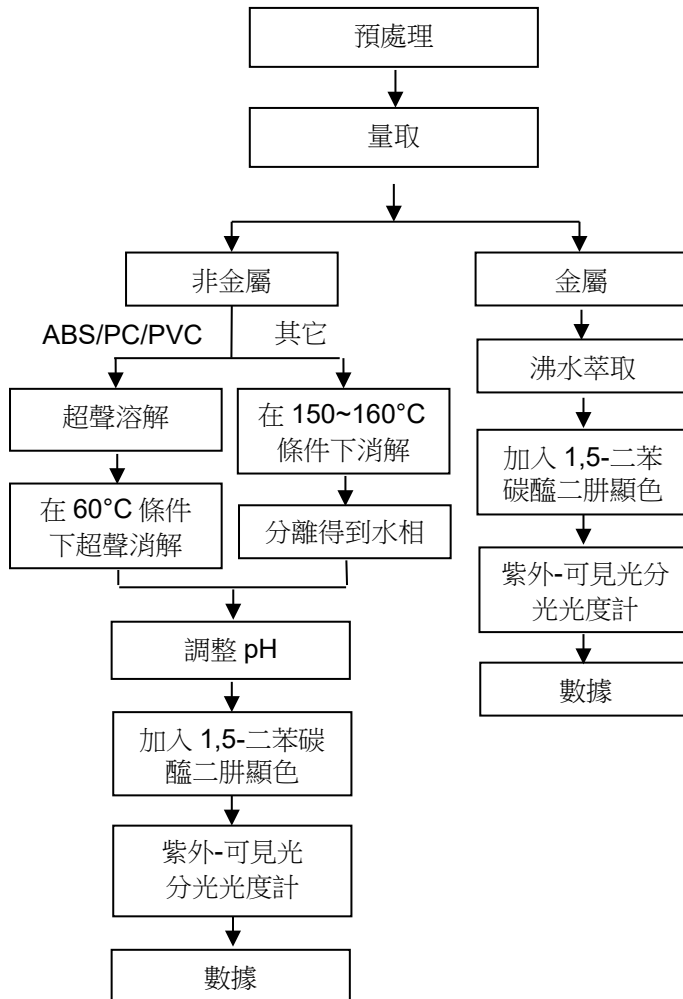 預處理
量取
非金屬
金屬
ABS/PC/PVC
其它
沸水萃取
超聲溶解
在 150~160°C
條件下消解
加入 1,5-二苯
碳醯二肼顯色
在 60°C 條件
下超聲消解
分離得到水相
紫外-可見光分
光光度計
調整 pH
數據
加入 1,5-二苯碳
醯二肼顯色
紫外-可見光
分光光度計
數據